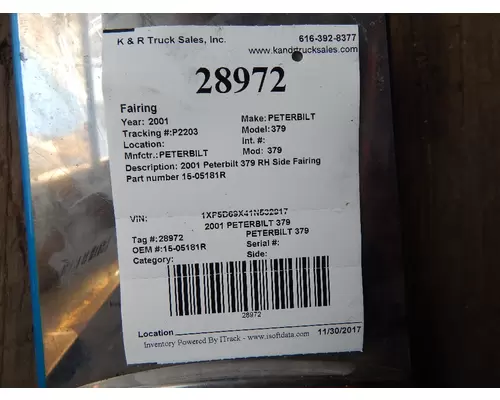 K & R Truck Sales, Inc. 616-392-8377
www.kandrtrucksales.com
28972
Fairing
Year: 2001 Make: PETERBILT
Tracking #:P2203 Model: 379
Location: Int. #:
Mnfctr.: PETERBILT Mod: 379
Description: 2001 Peterbilt 379 RH Side Fairing
Part number 15-05181R
VIN: 1XP5D69X41N532917
2001 PETERBILT 379
Tag #:28972 PETERBILT 379
OEM #:15-05181R Serial #:
Category: Side:
28972
Location
Inventory Powered By ITrack - www.isoftdata.com 11/30/2017